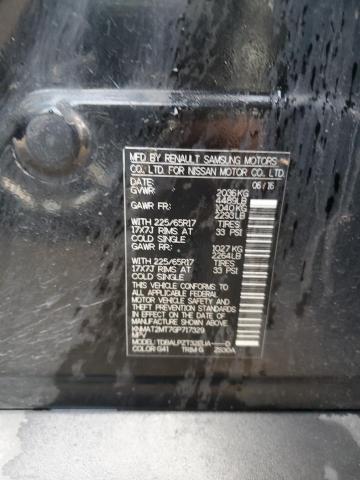 MFD BY RENAULT SAMSUNG MOTORS
CO. LTD. FOR NISSAN MOTOR CO. LTD.
DATE: 06/16
GVWR: 2036 KG
4489LB
GAWR FR: 1040 KG
2293LB
WITH 225/65R17 TIRES
17X7J RIMS AT 33 PSI
COLD SINGLE
GAWR RR: 1027 KG
2264LB
WITH 225/65R17 TIRES
17X7J RIMS AT 33 PSI
COLD SINGLE
THIS VEHICLE CONFORMS TO ALL
APPLICABLE FEDERAL MOTOR
VEHICLE SAFETY AND THEFT
PREVENTION STANDARDS
IN EFFECT ON THE DATE OF
MANUFACTURE SHOWN ABOVE
KNMAT2MT7GP717329
MPV
MODEL:TDBALPZT32EUA----D
COLOR:G41 TRIM:G